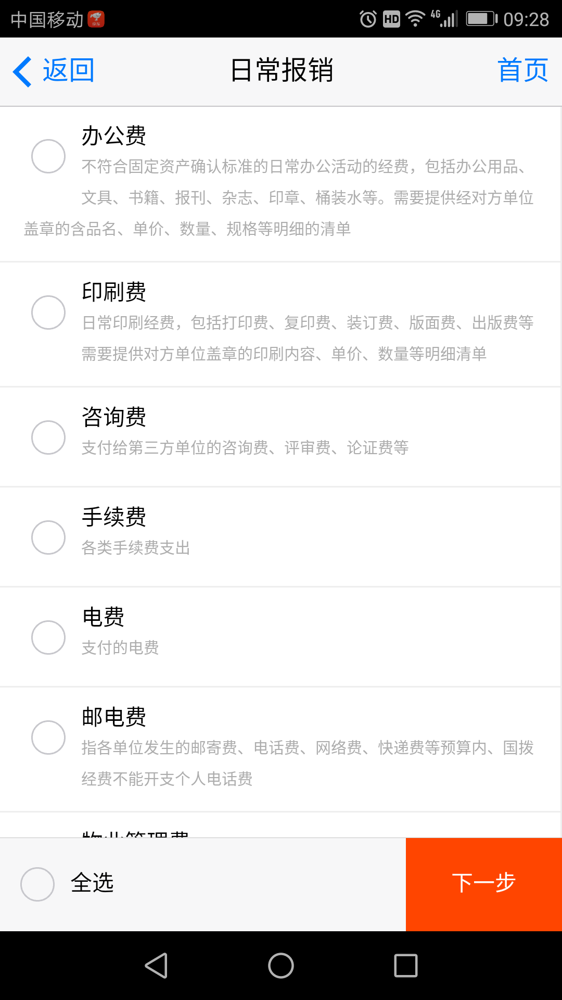 中国移动 京东 HD 4G 09:28
返回 日常报销 首页
办公费
不符合固定资产确认标准的日常办公活动的经费，包括办公用品、
文具、书籍、报刊、杂志、印章、桶装水等。需要提供经对方单位
盖章的含品名、单价、数量、规格等明细的清单
印刷费
日常印刷经费，包括打印费、复印费、装订费、版面费、出版费等
需要提供对方单位盖章的印刷内容、单价、数量等明细清单
咨询费
支付给第三方单位的咨询费、评审费、论证费等
手续费
各类手续费支出
电费
支付的电费
邮电费
指各单位发生的邮寄费、电话费、网络费、快递费等预算内、国拨
经费不能开支个人电话费
物业管理费
全选 下一步